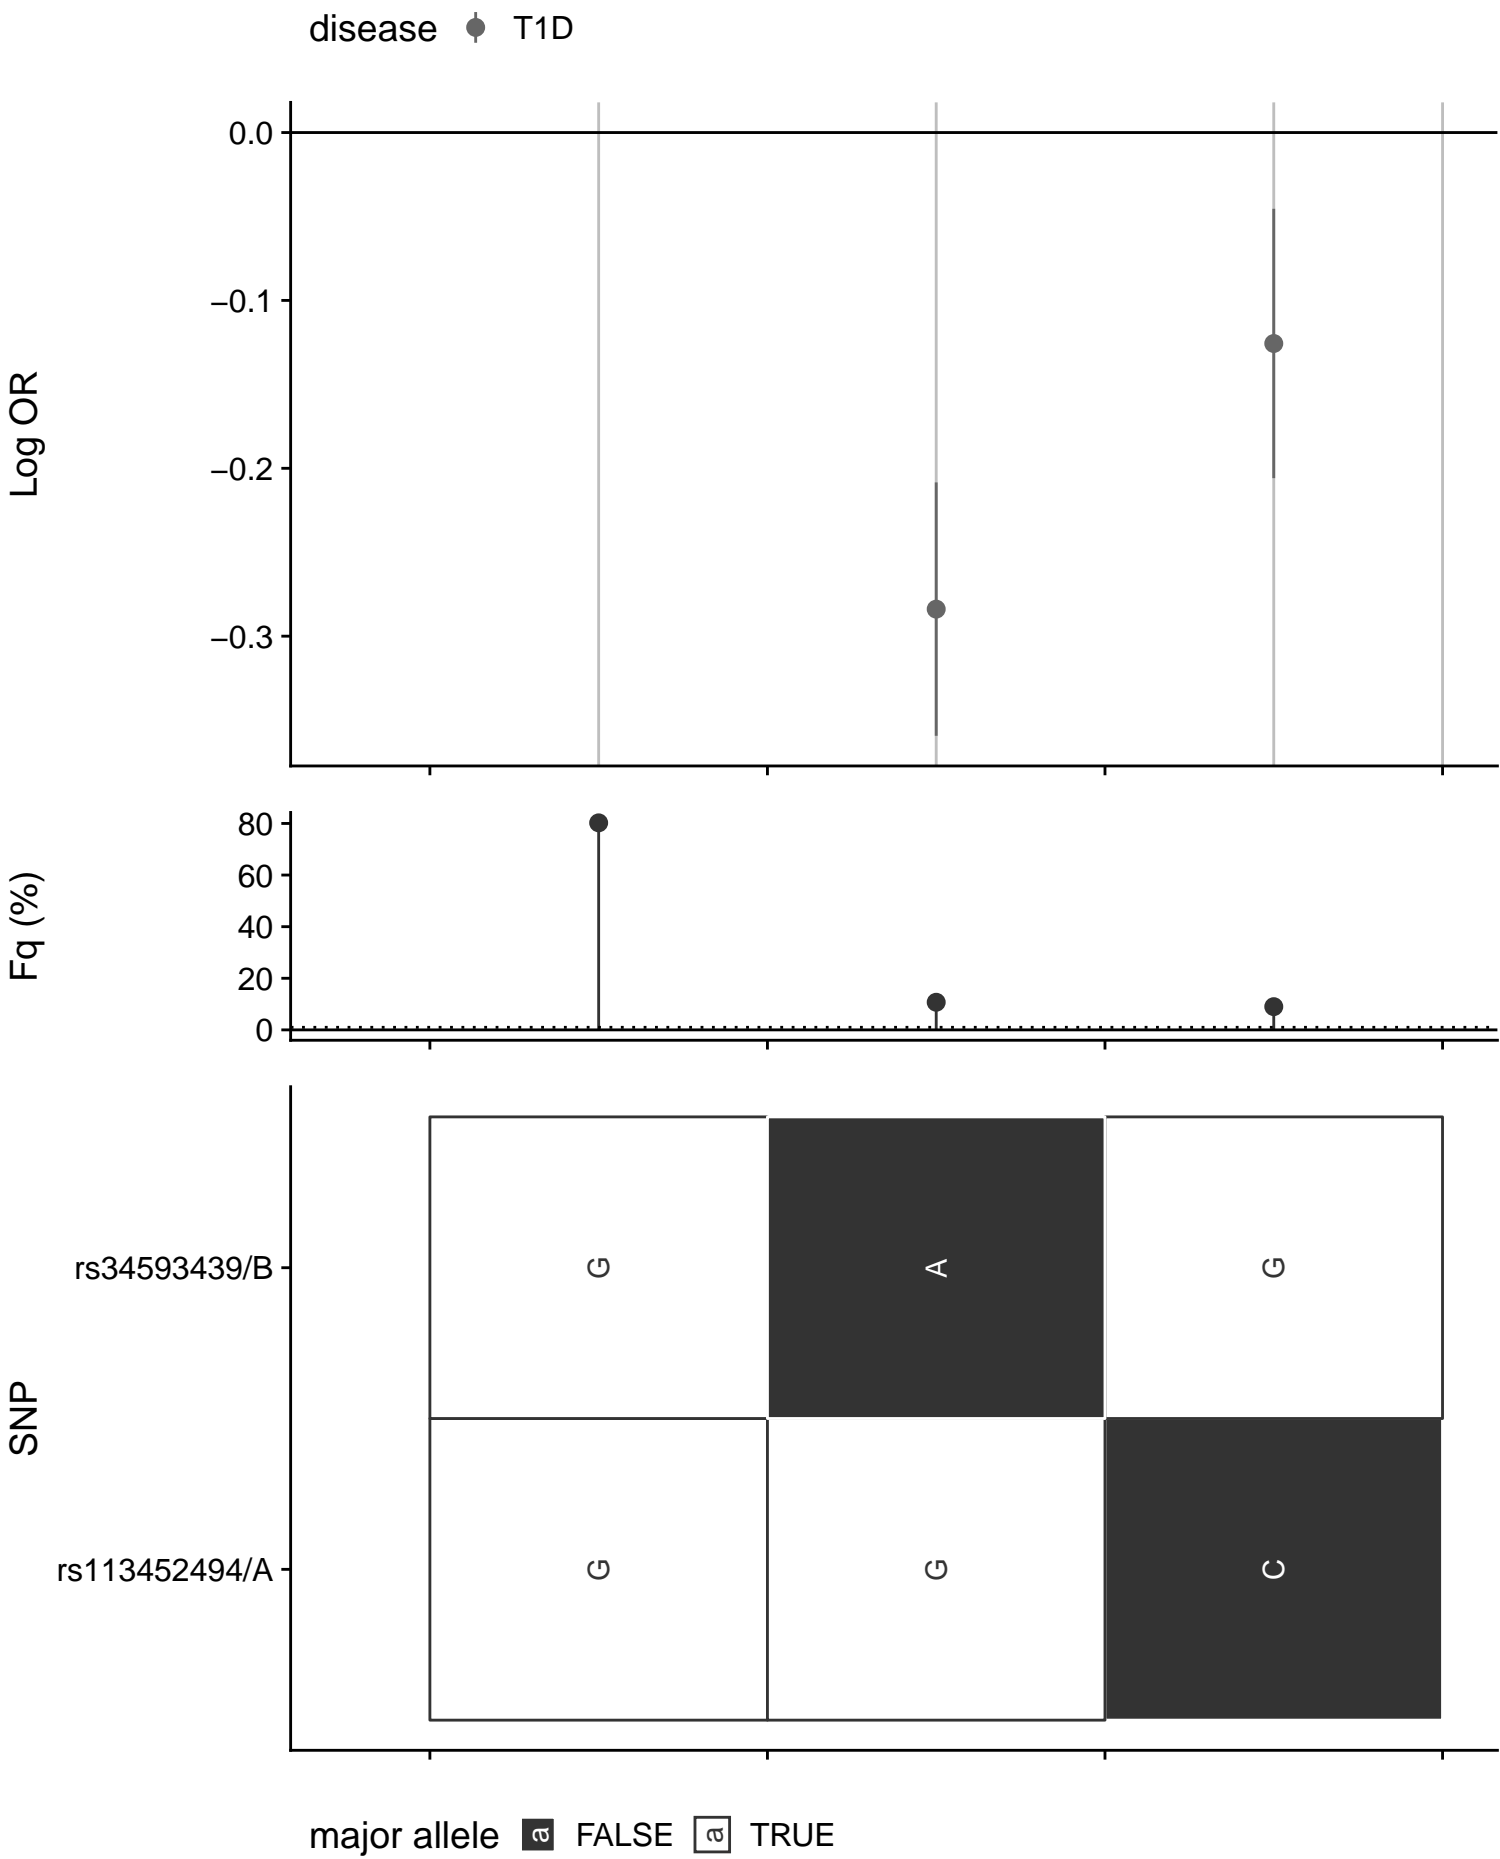 disease T1D
Log OR
0.0
−0.1
−0.2
−0.3
Fq (%)
80
60
40
20
0
SNP
rs34593439/B G A G
rs113452494/A G G C
major allele a FALSE a TRUE